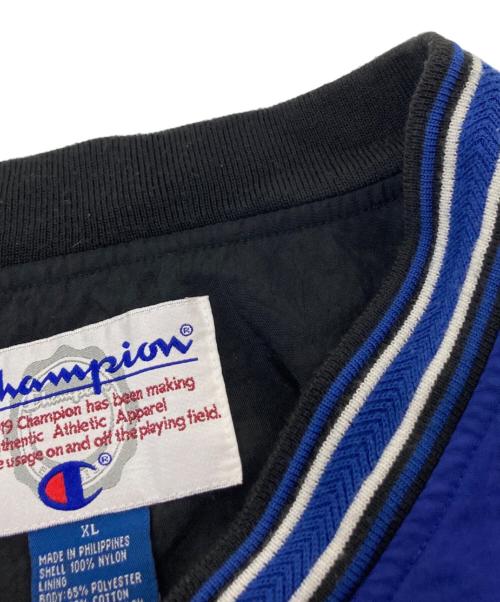 Champion®
19 Champion has been making
thentic Athletic Apparel
e usage on and off the playing field.
XL
MADE IN PHILIPPINES
SHELL 100% NYLON
LINING
BODY: 65% POLYESTER
COTTON